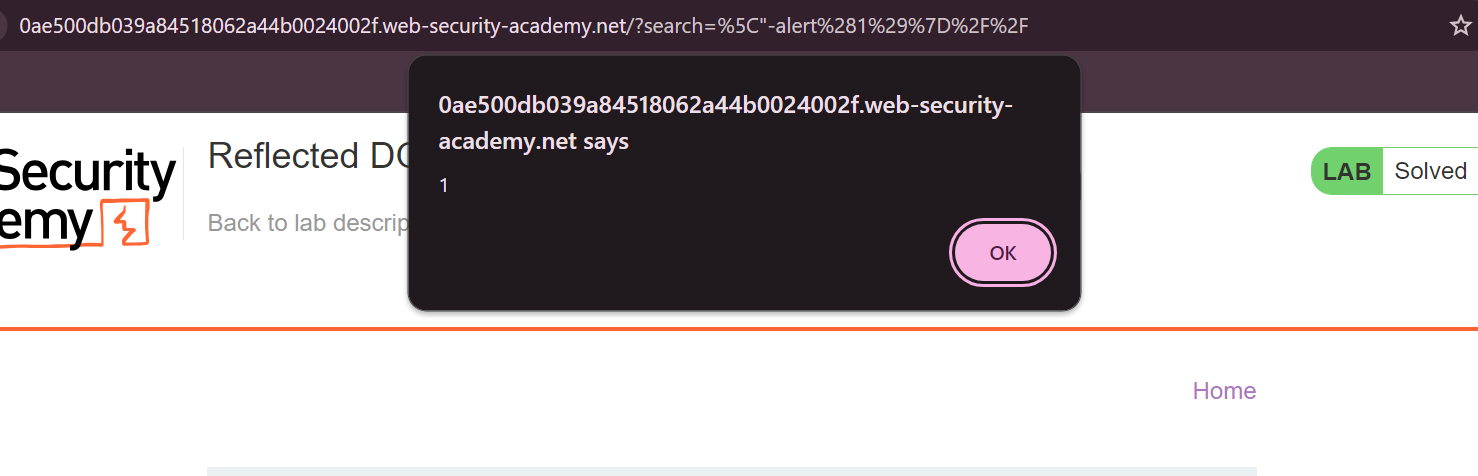 0ae500db039a84518062a44b0024002f.web-security-academy.net/?search=%5C"-alert%281%29%7D%2F%2F
0ae500db039a84518062a44b0024002f.web-security-
academy.net says
1
OK
Security
emy
Reflected DO
Back to lab descrip
LAB Solved
Home